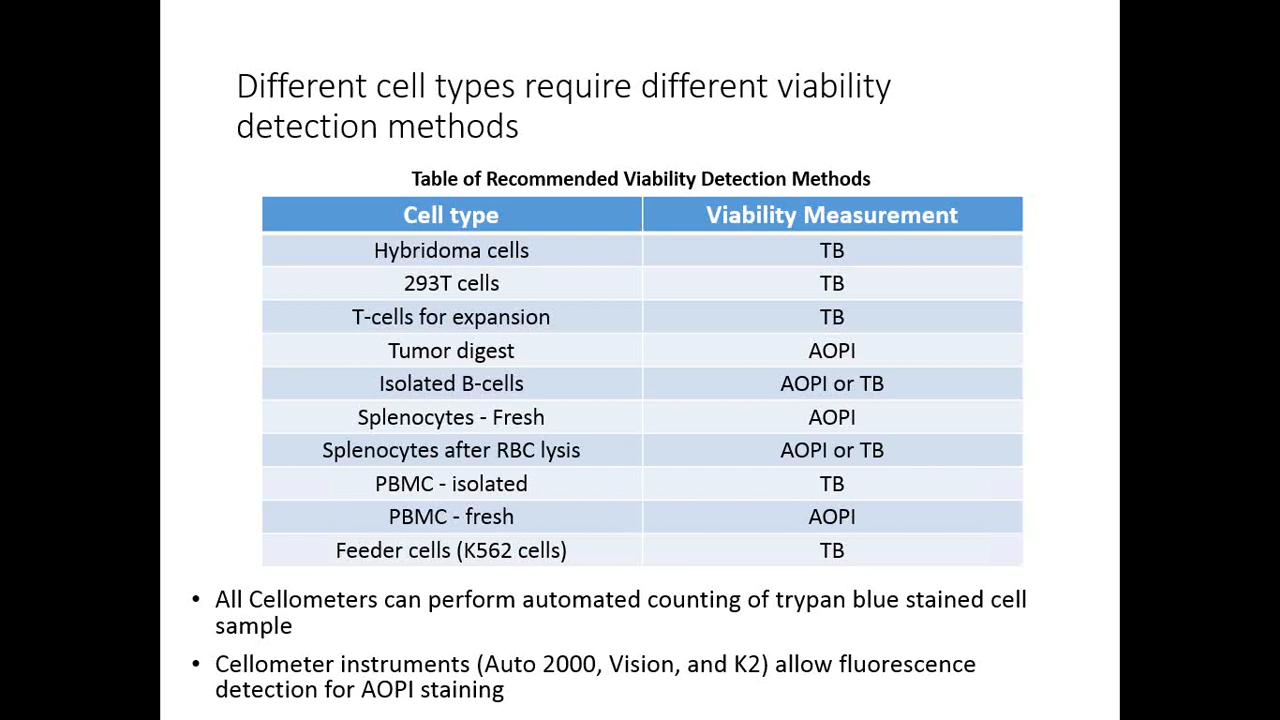 Different cell types require different viability
detection methods
Table of Recommended Viability Detection Methods
Cell type Viability Measurement
Hybridoma cells TB
293T cells TB
T-cells for expansion TB
Tumor digest AOPI
Isolated B-cells AOPI or TB
Splenocytes - Fresh AOPI
Splenocytes after RBC lysis AOPI or TB
PBMC - isolated TB
PBMC - fresh AOPI
Feeder cells (K562 cells) TB
• All Cellometers can perform automated counting of trypan blue stained cell
sample
• Cellometer instruments (Auto 2000, Vision, and K2) allow fluorescence
detection for AOPI staining